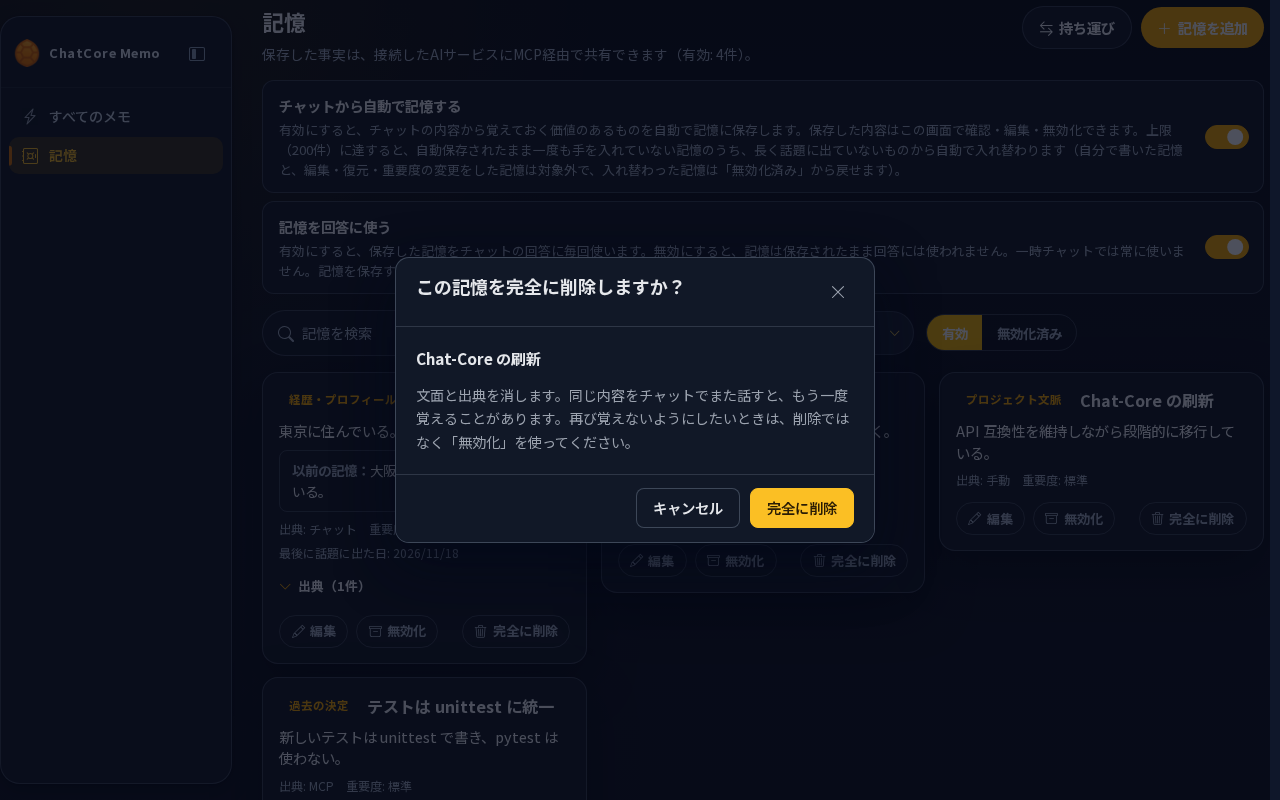 ChatCore Memo
すべてのメモ
記憶
記憶
保存した事実は、接続したAIサービスにMCP経由で共有できます（有効: 4件）。
持ち運び
記憶を追加
チャットから自動で記憶する
有効にすると、チャットの内容から覚えておく価値のあるものを自動で記憶に保存します。保存した内容はこの画面で確認・編集・無効化できます。上限
（200件）に達すると、自動保存されたまま一度も手を入れていない記憶のうち、長く話題に出ていないものから自動で入れ替わります（自分で書いた記憶
と、編集・復元・重要度の変更をした記憶は対象外で、入れ替わった記憶は「無効化済み」から戻せます）。
記憶を回答に使う
有効にすると、保存した記憶をチャットの回答に毎回使います。無効にすると、記憶は保存されたまま回答には使われません。一時チャットでは常に使いま
せん。記憶を保存す
記憶を検索
有効
無効化済み
この記憶を完全に削除しますか？
Chat-Core の刷新
文面と出典を消します。同じ内容をチャットでまた話すと、もう一度
覚えることがあります。再び覚えないようにしたいときは、削除では
なく「無効化」を使ってください。
キャンセル
完全に削除
経歴・プロフィール
東京に住んでいる。
以前の記憶：大阪
いる。
出典: チャット 重要
最後に話題に出た日: 2026/11/18
出典（1件）
編集
無効化
完全に削除
く。
編集
無効化
完全に削除
プロジェクト文脈
Chat-Core の刷新
API 互換性を維持しながら段階的に移行して
いる。
出典: 手動 重要度: 標準
編集
無効化
完全に削除
過去の決定
テストは unittest に統一
新しいテストは unittest で書き、pytest は
使わない。
出典: MCP 重要度: 標準